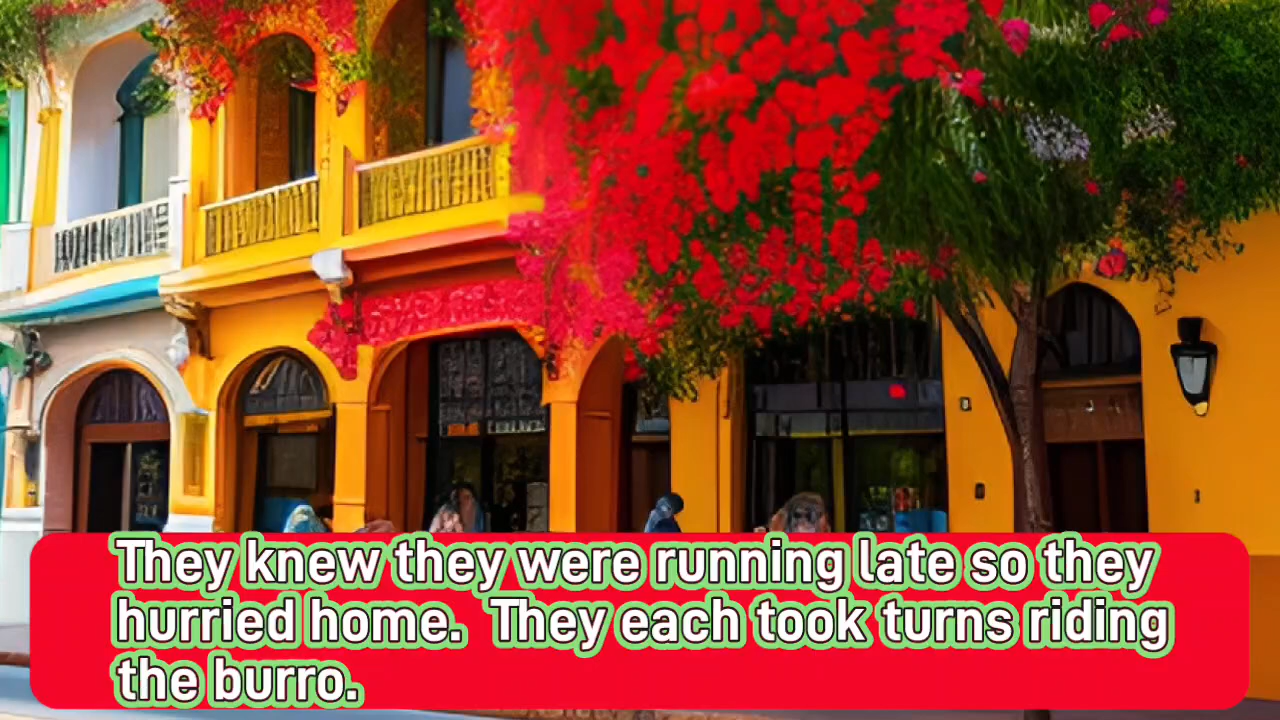 They knew they were running late so they
hurried home.  They each took turns riding
the burro.